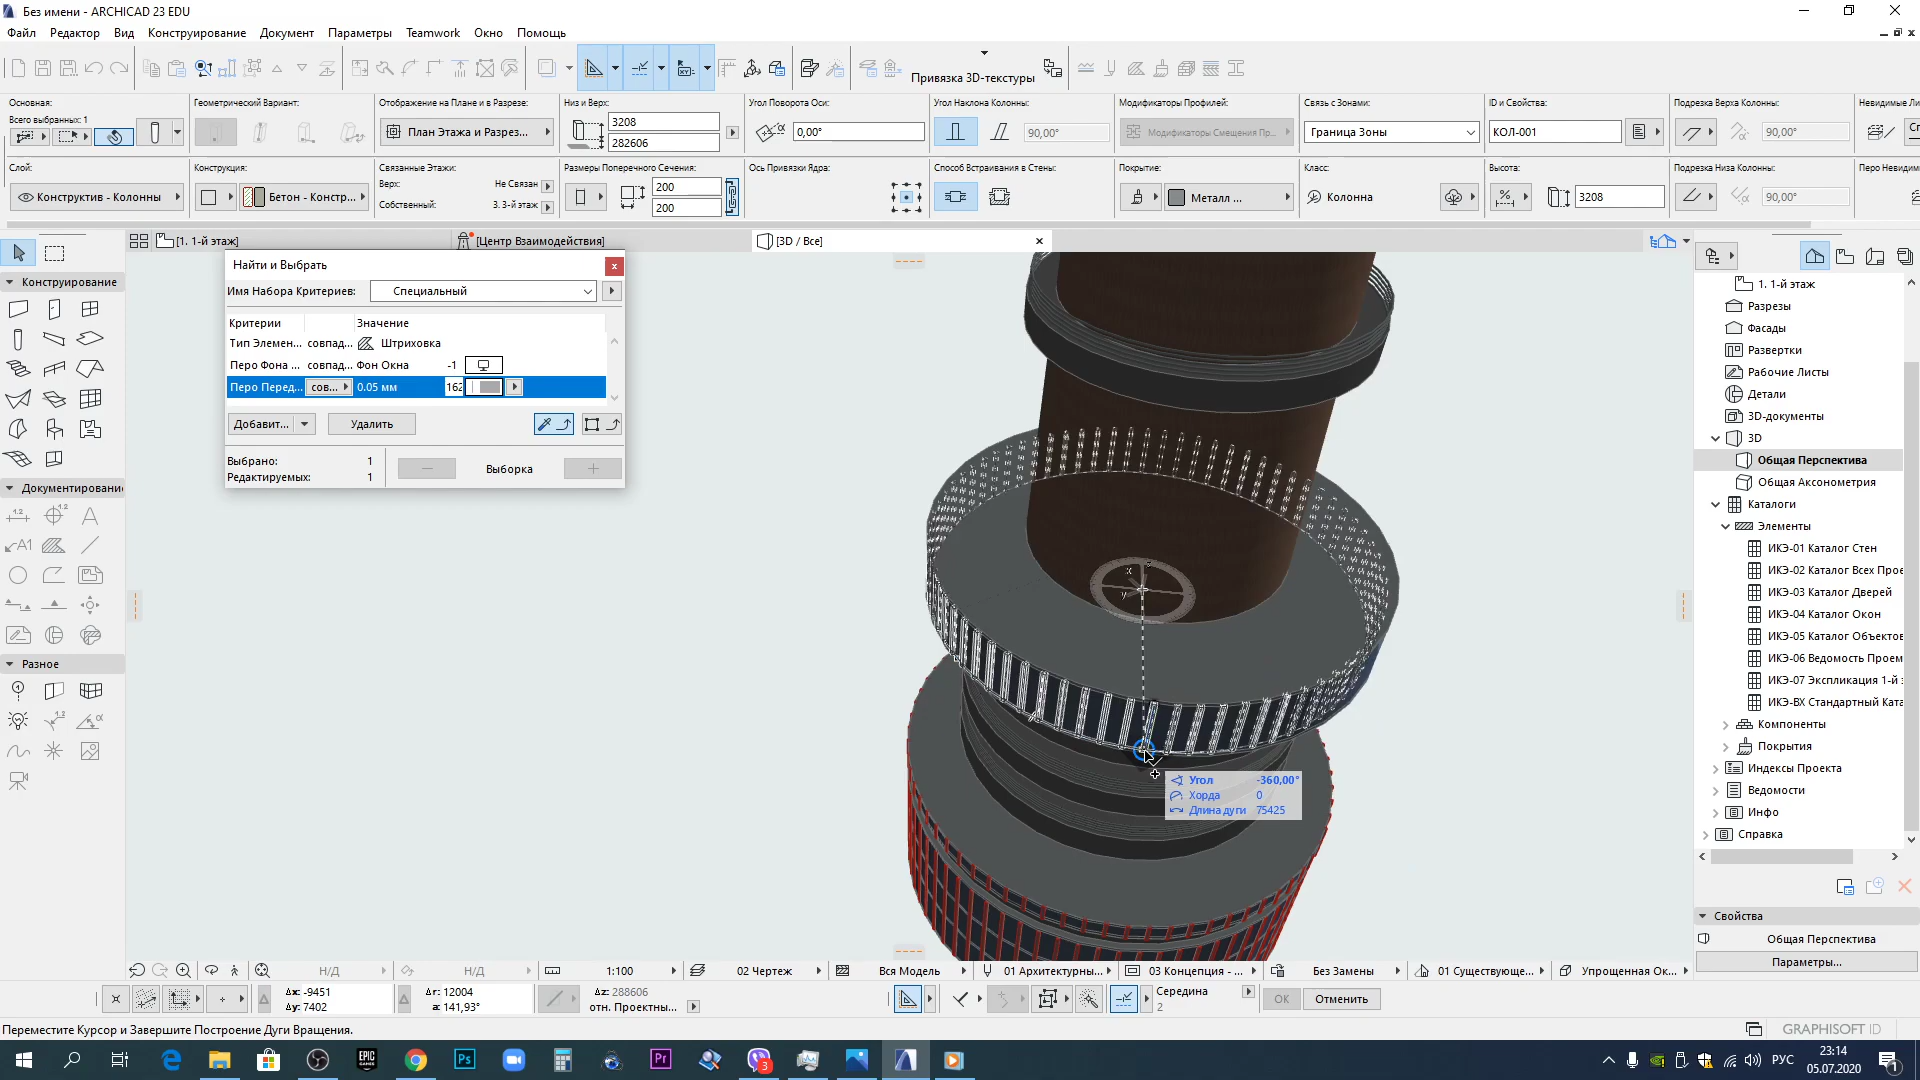 Без имени - ARCHICAD 23 EDU
Файл Редактор Вид Конструирование Документ Параметры Teamwork Окно Помощь
Привязка 3D-текстуры
Основная:
Всего выбранных: 1
Геометрический Вариант:
Отображение на Плане и в Разрезе:
План Этажа и Разрез...
Низ и Верх:
3208
282606
Угол Поворота Оси:
0,00°
Угол Наклона Колонны:
90,00°
Модификаторы Профилей:
Модификаторы Смещения Пр...
Связь с Зонами:
Граница Зоны
ID и Свойства:
КОЛ-001
Подрезка Верха Колонны:
90,00°
Слой:
Конструктив - Колонны
Конструкция:
Бетон - Констр...
Связанные Этажи:
Верх: Не Связан
Собственный: 3. 3-й этаж
Размеры Поперечного Сечения:
200
200
Ось Привязки Ядра:
Способ Встраивания в Стены:
Покрытие:
Металл ...
Класс:
Колонна
Высота:
3208
Подрезка Низа Колонны:
90,00°
[1. 1-й этаж]
[Центр Взаимодействия]
[3D / Все]
Найти и Выбрать
Имя Набора Критериев: Специальный
Критерии Значение
Тип Элемен... совпад... Штриховка
Перо Фона ... совпад... Фон Окна -1
Перо Перед... сов... 0.05 мм 162
Добавит... Удалить
Выбрано: 1
Редактируемых: 1
Выборка
Конструирование
Документирование
Разное
Угол -360,00°
Хорда 0
Длина дуги 75425
1. 1-й этаж
Разрезы
Фасады
Развертки
Рабочие Листы
Детали
3D-документы
3D
Общая Перспектива
Общая Аксонометрия
Каталоги
Элементы
ИКЭ-01 Каталог Стен
ИКЭ-02 Каталог Всех Прое
ИКЭ-03 Каталог Дверей
ИКЭ-04 Каталог Окон
ИКЭ-05 Каталог Объектов
ИКЭ-06 Ведомость Проем
ИКЭ-07 Экспликация 1-й э
ИКЭ-ВХ Стандартный Ката
Компоненты
Покрытия
Индексы Проекта
Ведомости
Инфо
Справка
Свойства
Общая Перспектива
Параметры...
Н/Д Н/Д 1:100 02 Чертеж Вся Модель 01 Архитектурны... 03 Концепция - ... Без Замены 01 Существующе... Упрощенная Ок...
Δx: -9451
Δy: 7402
Δr: 12004
a: 141,93°
Δz: 288606
отн. Проектны...
Середина
2
OK
Отменить
Переместите Курсор и Завершите Построение Дуги Вращения.
GRAPHISOFT ID
РУС
23:14
05.07.2020